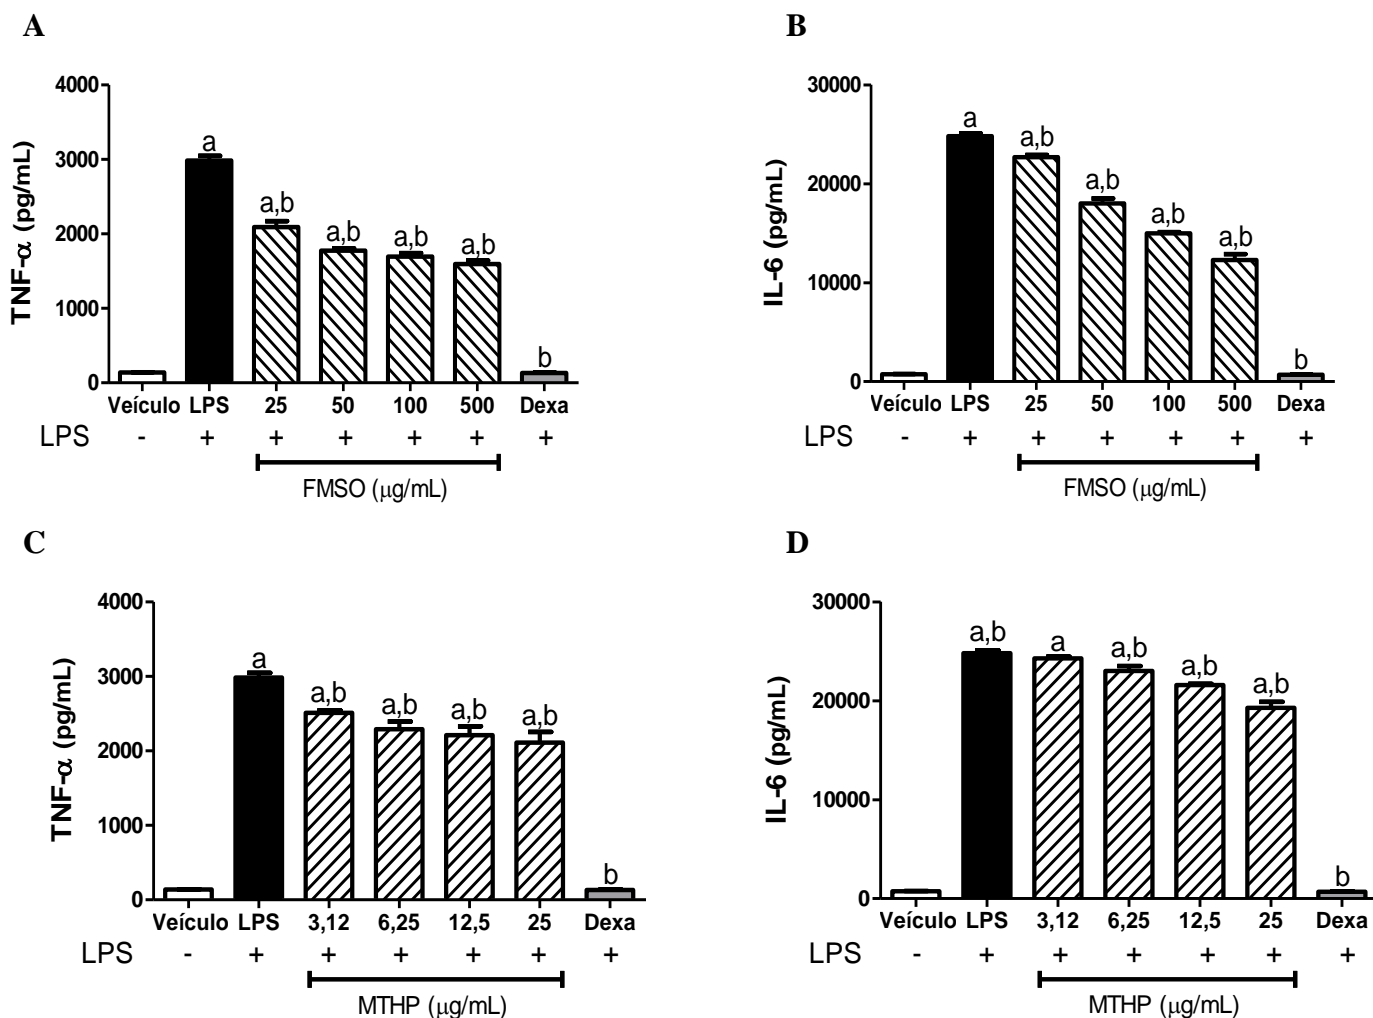 A
TNF-α (pg/mL)
4000
3000
2000
1000
0
a
a,b
a,b
a,b
a,b
b
Veículo LPS 25 50 100 500 Dexa
LPS - + + + + + +
FMSO (μg/mL)
B
IL-6 (pg/mL)
30000
20000
10000
0
a
a,b
a,b
a,b
a,b
b
Veículo LPS 25 50 100 500 Dexa
LPS - + + + + + +
FMSO (μg/mL)
C
TNF-α (pg/mL)
4000
3000
2000
1000
0
a
a,b
a,b
a,b
a,b
b
Veículo LPS 3,12 6,25 12,5 25 Dexa
LPS - + + + + + +
MTHP (μg/mL)
D
IL-6 (pg/mL)
30000
20000
10000
0
a,b
a
a,b
a,b
a,b
b
Veículo LPS 3,12 6,25 12,5 25 Dexa
LPS - + + + + + +
MTHP (μg/mL)